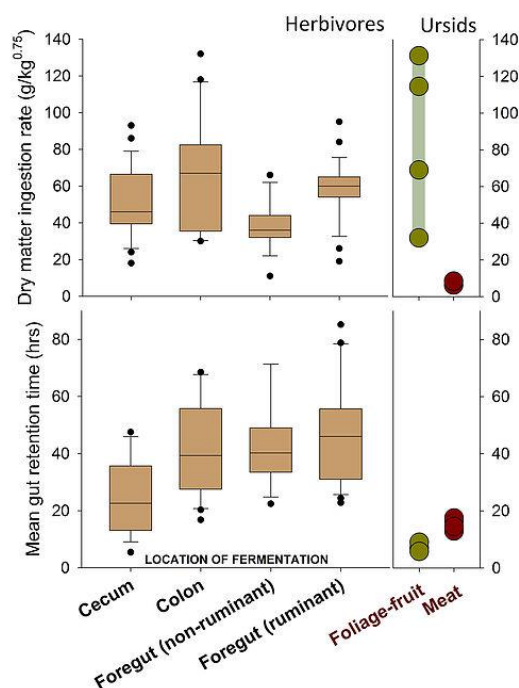 Herbivores
Ursids
Dry matter ingestion rate (g/kg0.75)
140
120
100
80
60
40
20
0
140
120
100
80
60
40
20
0
Mean gut retention time (hrs)
80
60
40
20
0
80
60
40
20
0
LOCATION OF FERMENTATION
Cecum
Colon
Foregut (non-ruminant)
Foregut (ruminant)
Foliage-fruit
Meat